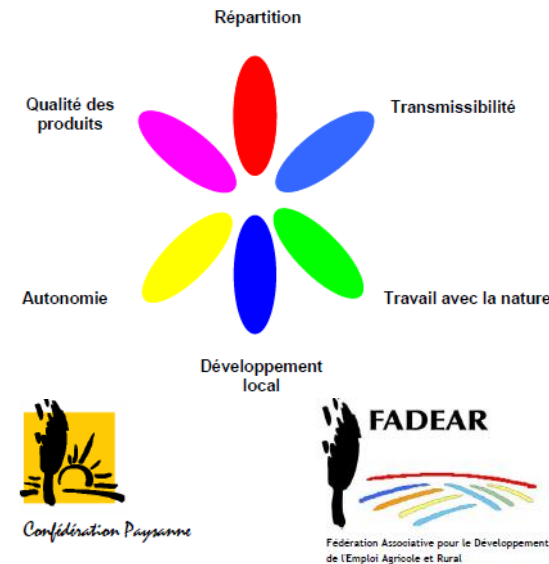 Répartition
Qualité des
produits
Transmissibilité
Autonomie
Travail avec la nature
Développement
local
Confédération Paysanne
FADEAR
Fédération Associative pour le Développement
de l'Emploi Agricole et Rural